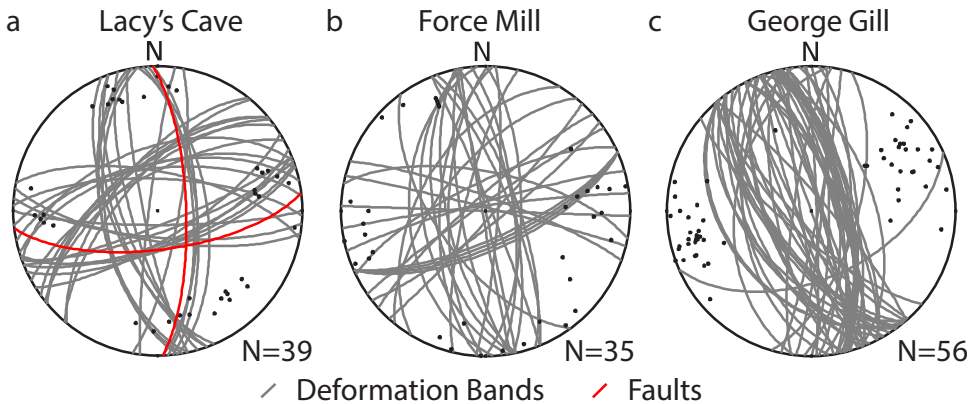 a Lacy's Cave b Force Mill c George Gill
N N N
N=39 N=35 N=56
Deformation Bands Faults